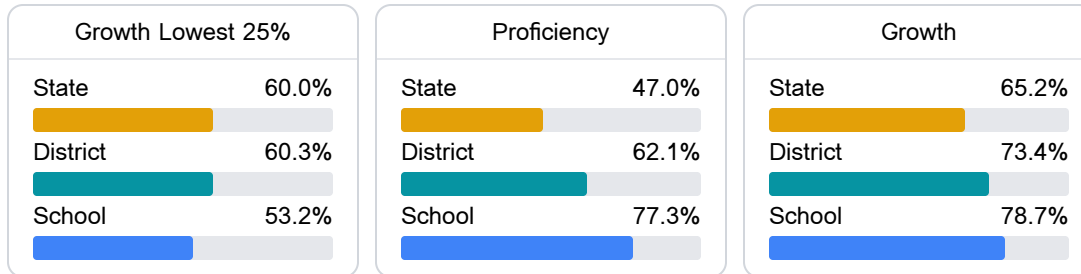 Growth Lowest 25%
State 60.0%
District 60.3%
School 53.2%
Proficiency
State 47.0%
District 62.1%
School 77.3%
Growth
State 65.2%
District 73.4%
School 78.7%